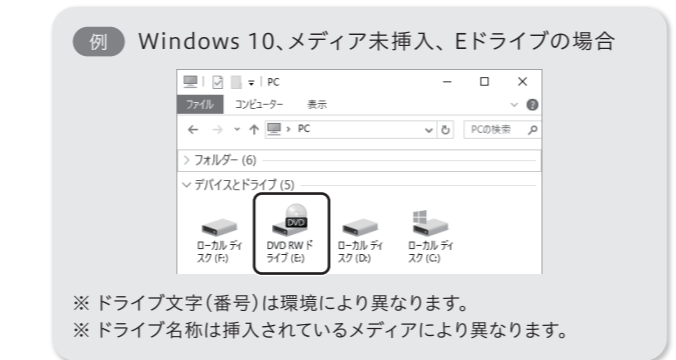 例 Windows 10、メディア未挿入、Eドライブの場合
PC
ファイル コンピューター 表示
PC PCの検索
フォルダー (6)
デバイスとドライブ (5)
DVD
ローカル ディ DVD RW ド ローカル ディ ローカル ディ
スク (F:) ライブ (E:) スク (D:) スク (C:)
※ ドライブ文字(番号)は環境により異なります。
※ ドライブ名称は挿入されているメディアにより異なります。